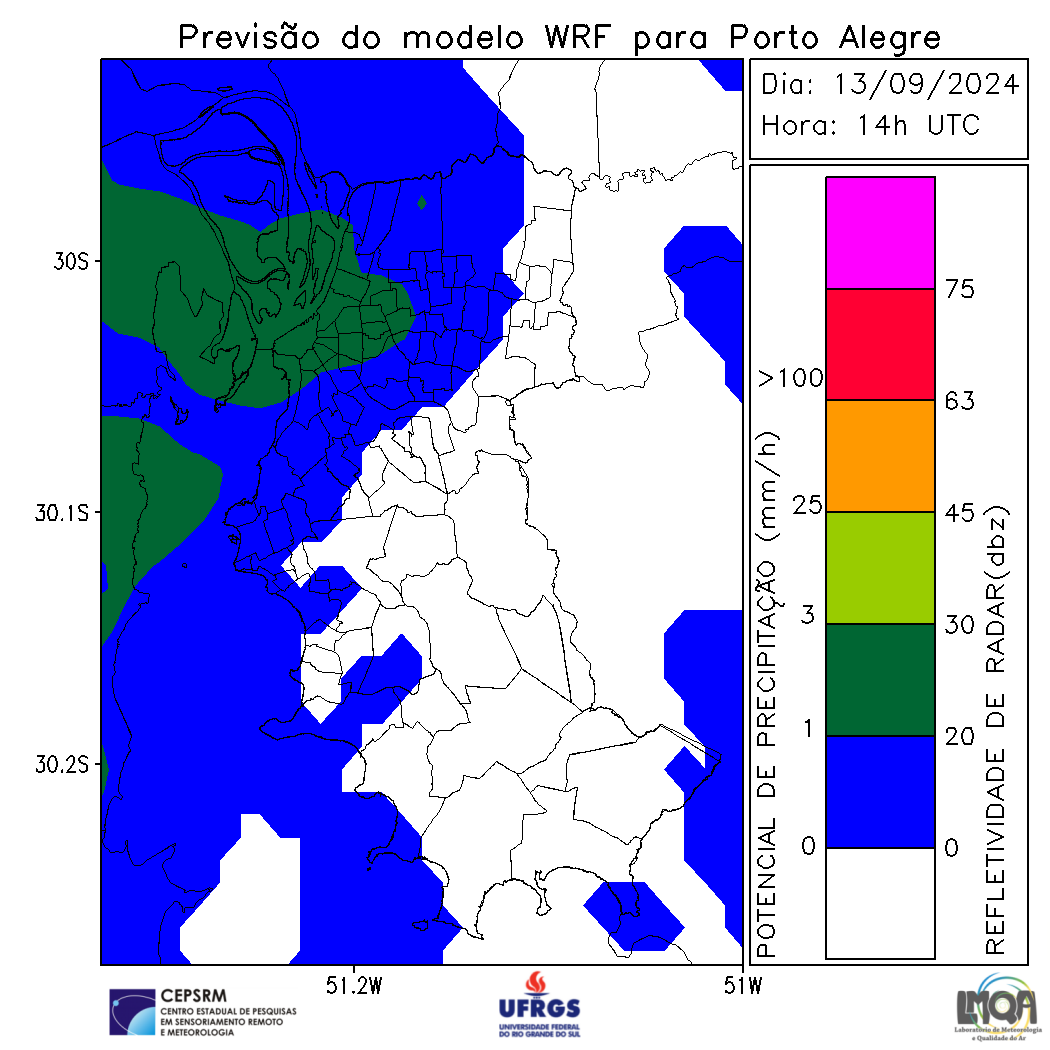 Previsão do modelo WRF para Porto Alegre
Dia: 13/09/2024
Hora: 14h UTC
30S
30.1S
30.2S
51.2W
51W
POTENCIAL DE PRECIPITAÇÃO (mm/h)
>100
25
3
1
0
75
63
45
30
20
0
REFLETIVIDADE DE RADAR(dbz)
CEPSRM
CENTRO ESTADUAL DE PESQUISAS
EM SENSORIAMENTO REMOTO
E METEOROLOGIA
UFRGS
UNIVERSIDADE FEDERAL
DO RIO GRANDE DO SUL
LMQA
Laboratório de Meteorologia
e Qualidade do Ar